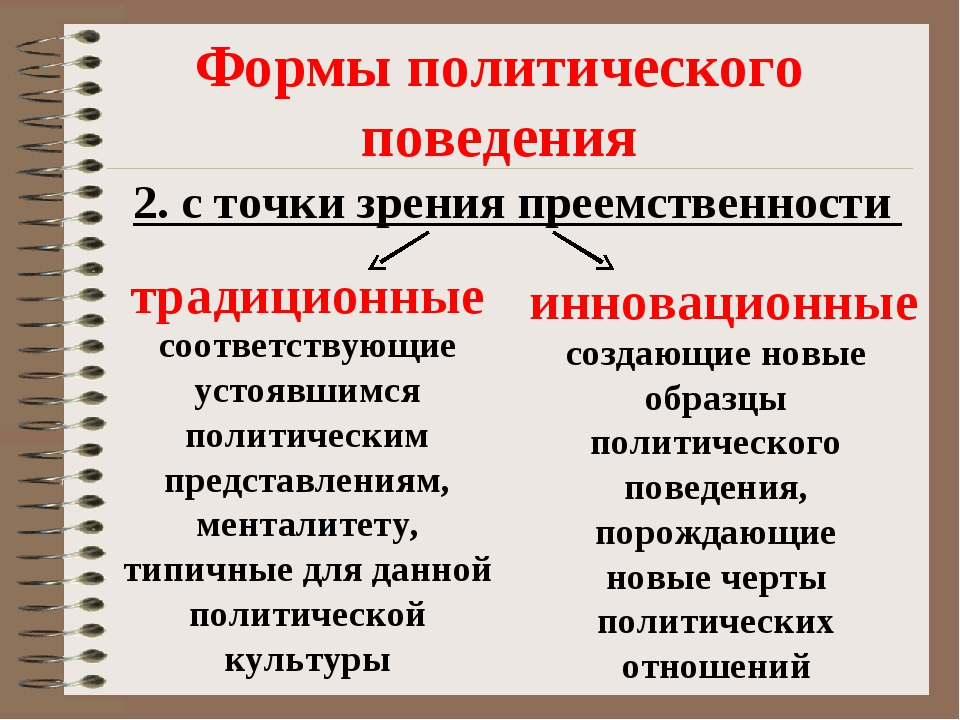 Формы политического
поведения
2. с точки зрения преемственности
традиционные
соответствующие
устоявшимся
политическим
представлениям,
менталитету,
типичные для данной
политической
культуры
инновационные
создающие новые
образцы
политического
поведения,
порождающие
новые черты
политических
отношений